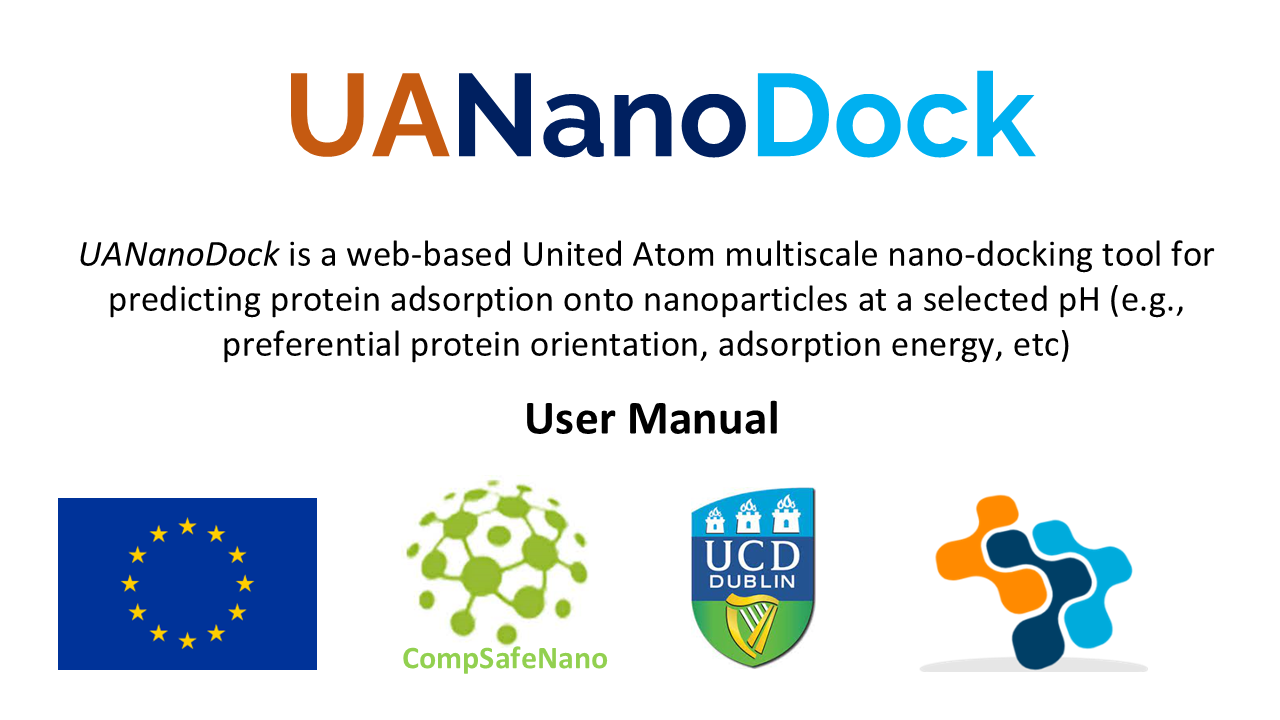 UANanoDock
UANanoDock is a web-based United Atom multiscale nano-docking tool for
predicting protein adsorption onto nanoparticles at a selected pH (e.g.,
preferential protein orientation, adsorption energy, etc)
User Manual
CompSafeNano
UCD
DUBLIN